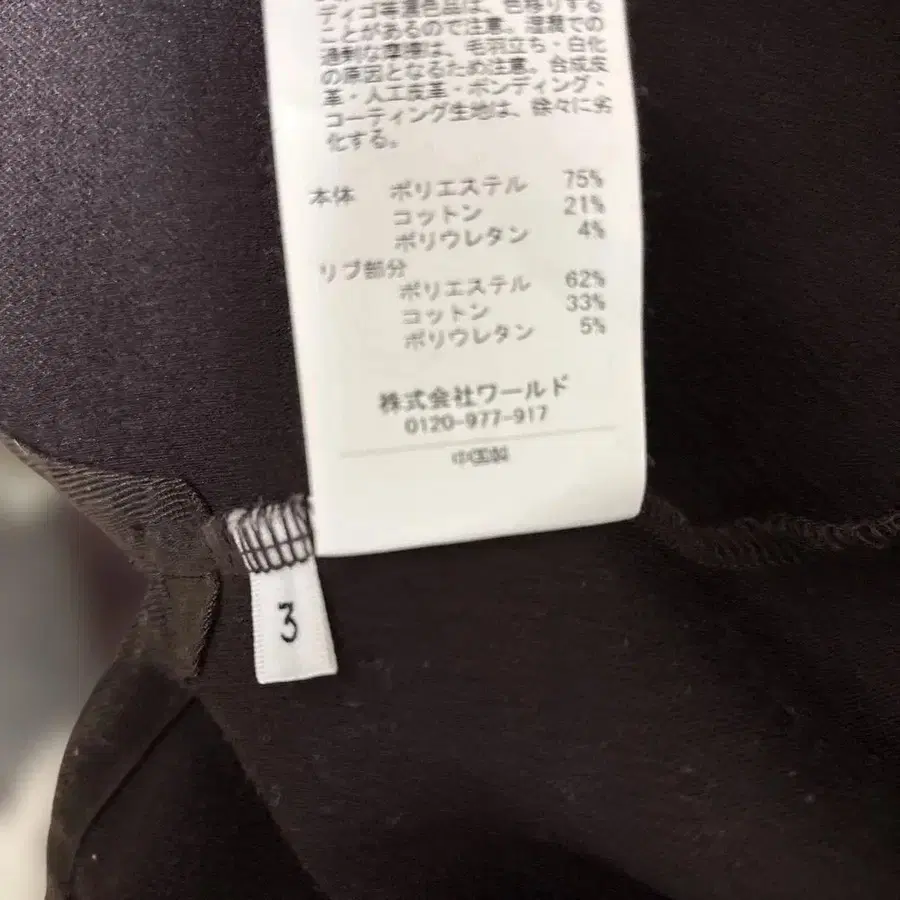 ティゴ等濃色品は、色移りする
ことがあるので注意。湿潤での
過剰な摩擦は、毛羽立ち・白化
の原因となるため注意。合成皮
革・人工皮革・ボンディング・
コーティング生地は、徐々に劣
化する。
本体 ポリエステル 75%
コットン 21%
ポリウレタン 4%
リブ部分
ポリエステル 62%
コットン 33%
ポリウレタン 5%
株式会社ワールド
0120-977-917
中国製
3